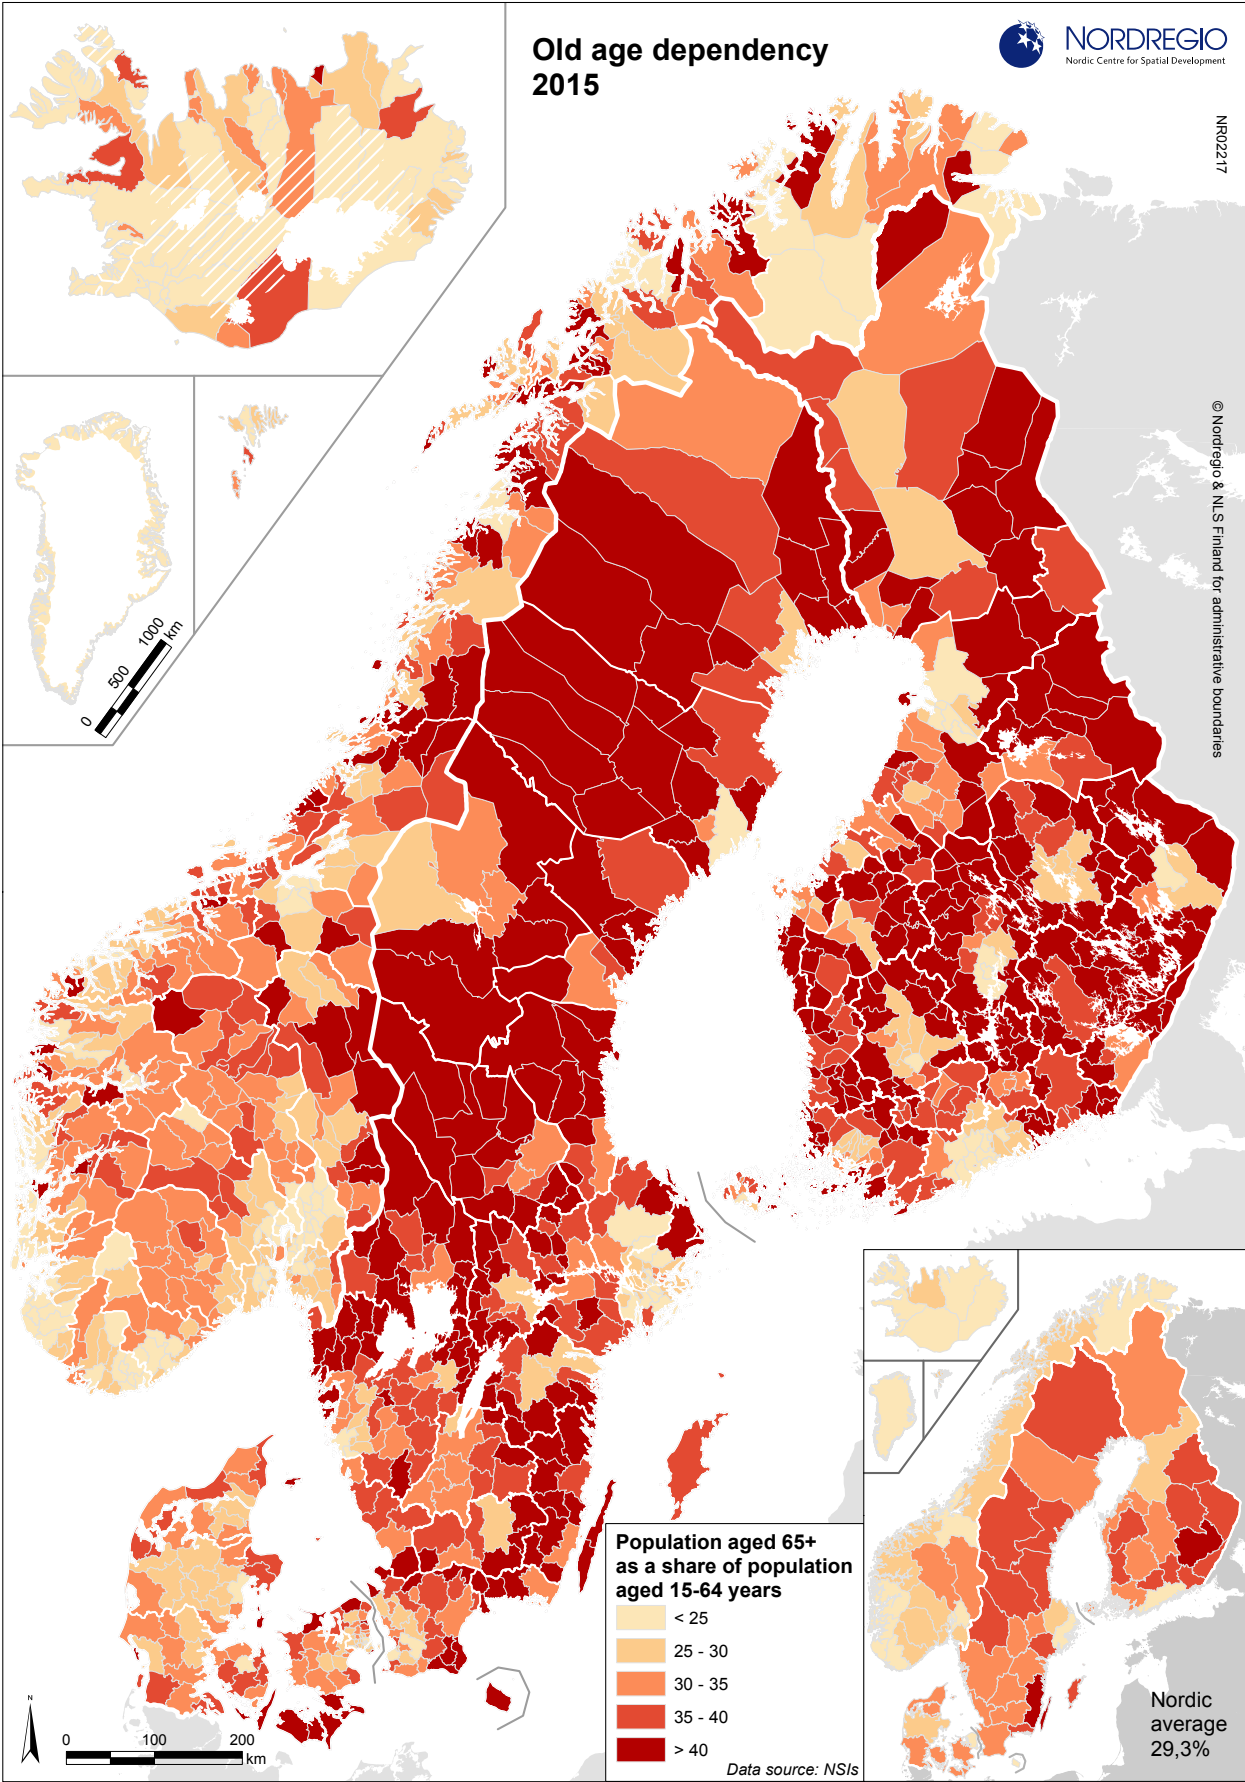 Old age dependency
2015
NORDREGIO
Nordic Centre for Spatial Development
NR02217
© Nordregio & NLS Finland for administrative boundaries
0 500 1000
km
Population aged 65+
as a share of population
aged 15-64 years
< 25
25 - 30
30 - 35
35 - 40
> 40
Data source: NSIs
Nordic
average
29,3%
N
0 100 200
km